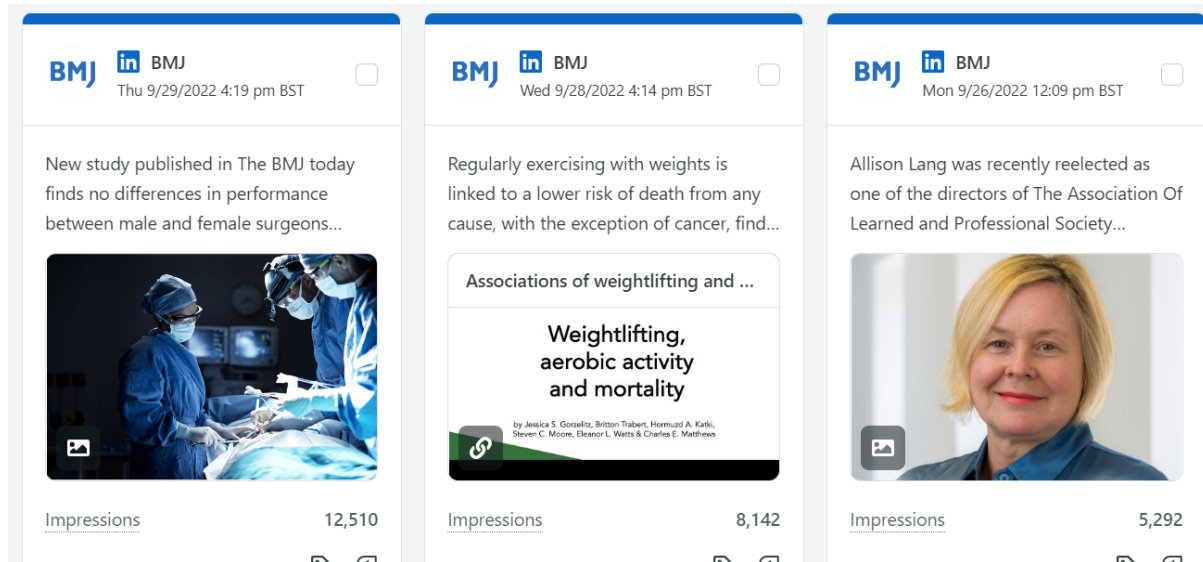 BMJ
in BMJ
Thu 9/29/2022 4:19 pm BST
New study published in The BMJ today
finds no differences in performance
between male and female surgeons...
Impressions 12,510
BMJ
in BMJ
Wed 9/28/2022 4:14 pm BST
Regularly exercising with weights is
linked to a lower risk of death from any
cause, with the exception of cancer, find...
Associations of weightlifting and ...
Weightlifting,
aerobic activity
and mortality
by Jessica S. Gorzelitz, Britton Trabert, Hormuzd A. Katki,
Steven C. Moore, Eleanor L. Watts & Charles E. Matthews
Impressions 8,142
BMJ
in BMJ
Mon 9/26/2022 12:09 pm BST
Allison Lang was recently reelected as
one of the directors of The Association Of
Learned and Professional Society...
Impressions 5,292